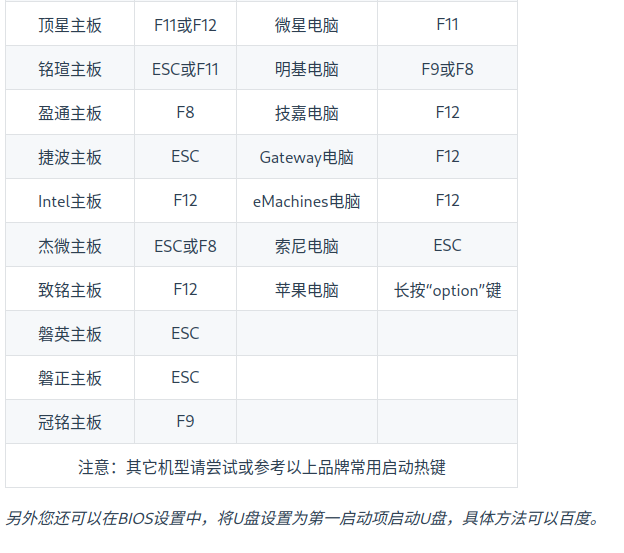 顶星主板 F11或F12 微星电脑 F11
铭瑄主板 ESC或F11 明基电脑 F9或F8
盈通主板 F8 技嘉电脑 F12
捷波主板 ESC Gateway电脑 F12
Intel主板 F12 eMachines电脑 F12
杰微主板 ESC或F8 索尼电脑 ESC
致铭主板 F12 苹果电脑 长按“option”键
磐英主板 ESC
磐正主板 ESC
冠铭主板 F9
注意：其它机型请尝试或参考以上品牌常用启动热键
另外您还可以在BIOS设置中，将U盘设置为第一启动项启动U盘，具体方法可以百度。